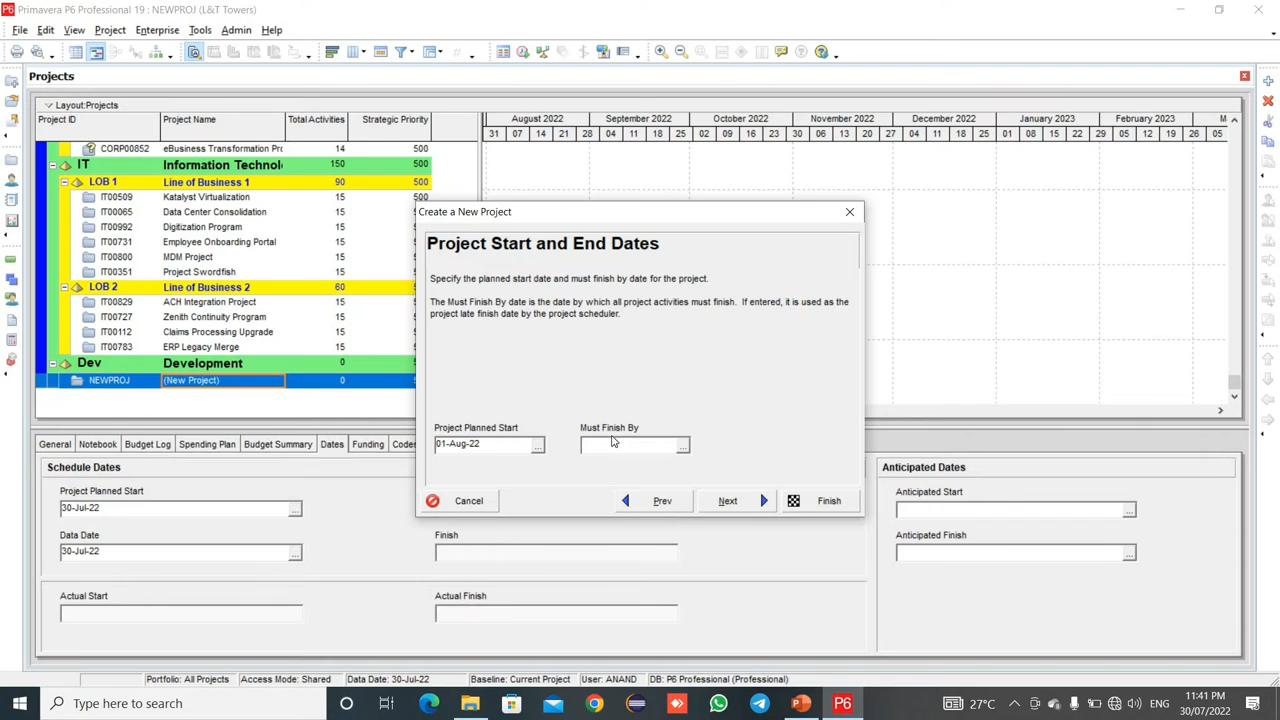 Primavera P6 Professional 19 : NEWPROJ (L&T Towers)
File Edit View Project Enterprise Tools Admin Help
Projects
Layout:Projects
Project ID Project Name Total Activities Strategic Priority
August 2022 September 2022 October 2022 November 2022 December 2022 January 2023 February 2023 M
31 07 14 21 28 04 11 18 25 02 09 16 23 30 06 13 20 27 04 11 18 25 01 08 15 22 29 05 12 19 26 05
CORP00852 eBusiness Transformation Prc 14 500
IT Information Technol 150 500
LOB 1 Line of Business 1 90 500
IT00509 Katalyst Virtualization 15 500
IT00065 Data Center Consolidation 15
IT00992 Digitization Program 15
IT00731 Employee Onboarding Portal 15
IT00800 MDM Project 15
IT00351 Project Swordfish 15
LOB 2 Line of Business 2 60
IT00829 ACH Integration Project 15
IT00727 Zenith Continuity Program 15
IT00112 Claims Processing Upgrade 15
IT00783 ERP Legacy Merge 15
Dev Development 0
NEWPROJ (New Project) 0
Create a New Project
Project Start and End Dates
Specify the planned start date and must finish by date for the project.
The Must Finish By date is the date by which all project activities must finish. If entered, it is used as the
project late finish date by the project scheduler.
Project Planned Start Must Finish By
01-Aug-22 ... ...
Cancel Prev Next Finish
General Notebook Budget Log Spending Plan Budget Summary Dates Funding Codes
Schedule Dates
Project Planned Start
30-Jul-22 ...
Data Date Finish
30-Jul-22 ...
Actual Start Actual Finish
Anticipated Dates
Anticipated Start
...
Anticipated Finish
...
Portfolio: All Projects Access Mode: Shared Data Date: 30-Jul-22 Baseline: Current Project User: ANAND DB: P6 Professional (Professional)
Type here to search
P6
27°C
ENG
11:41 PM
30/07/2022